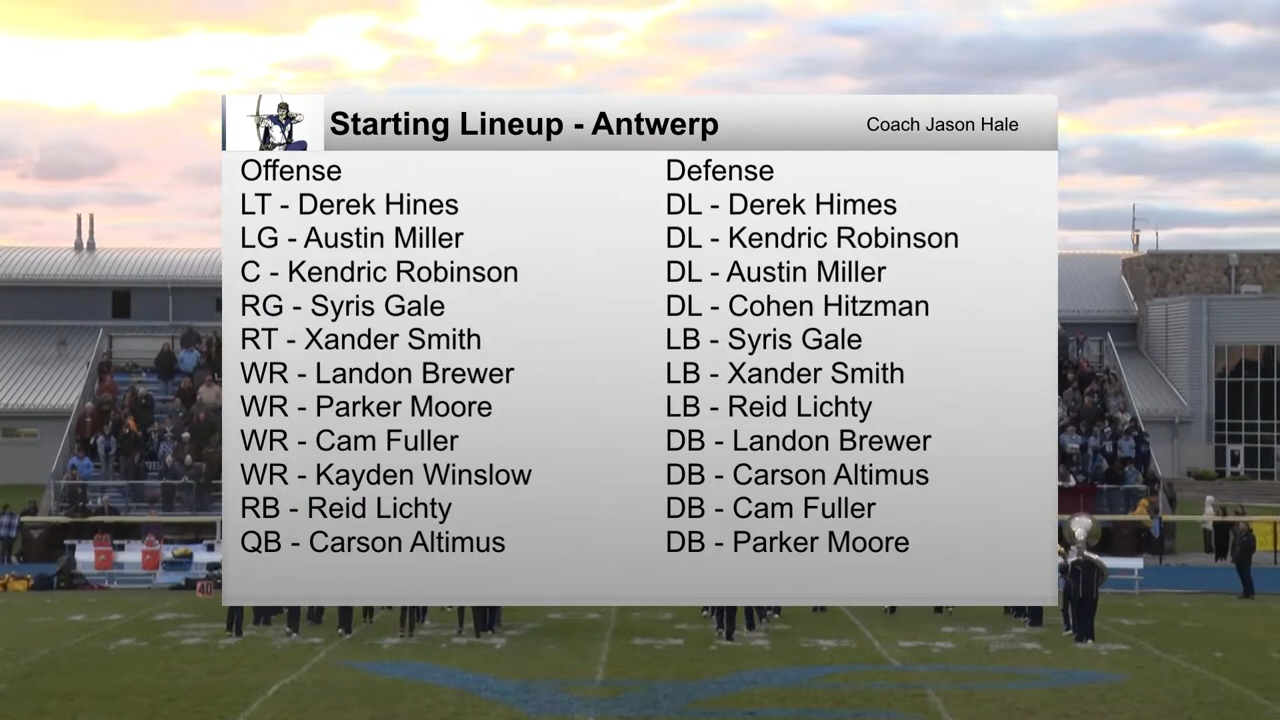 Starting Lineup - Antwerp
Coach Jason Hale
Offense
LT - Derek Hines
LG - Austin Miller
C - Kendric Robinson
RG - Syris Gale
RT - Xander Smith
WR - Landon Brewer
WR - Parker Moore
WR - Cam Fuller
WR - Kayden Winslow
RB - Reid Lichty
QB - Carson Altimus
Defense
DL - Derek Himes
DL - Kendric Robinson
DL - Austin Miller
DL - Cohen Hitzman
LB - Syris Gale
LB - Xander Smith
LB - Reid Lichty
DB - Landon Brewer
DB - Carson Altimus
DB - Cam Fuller
DB - Parker Moore
40